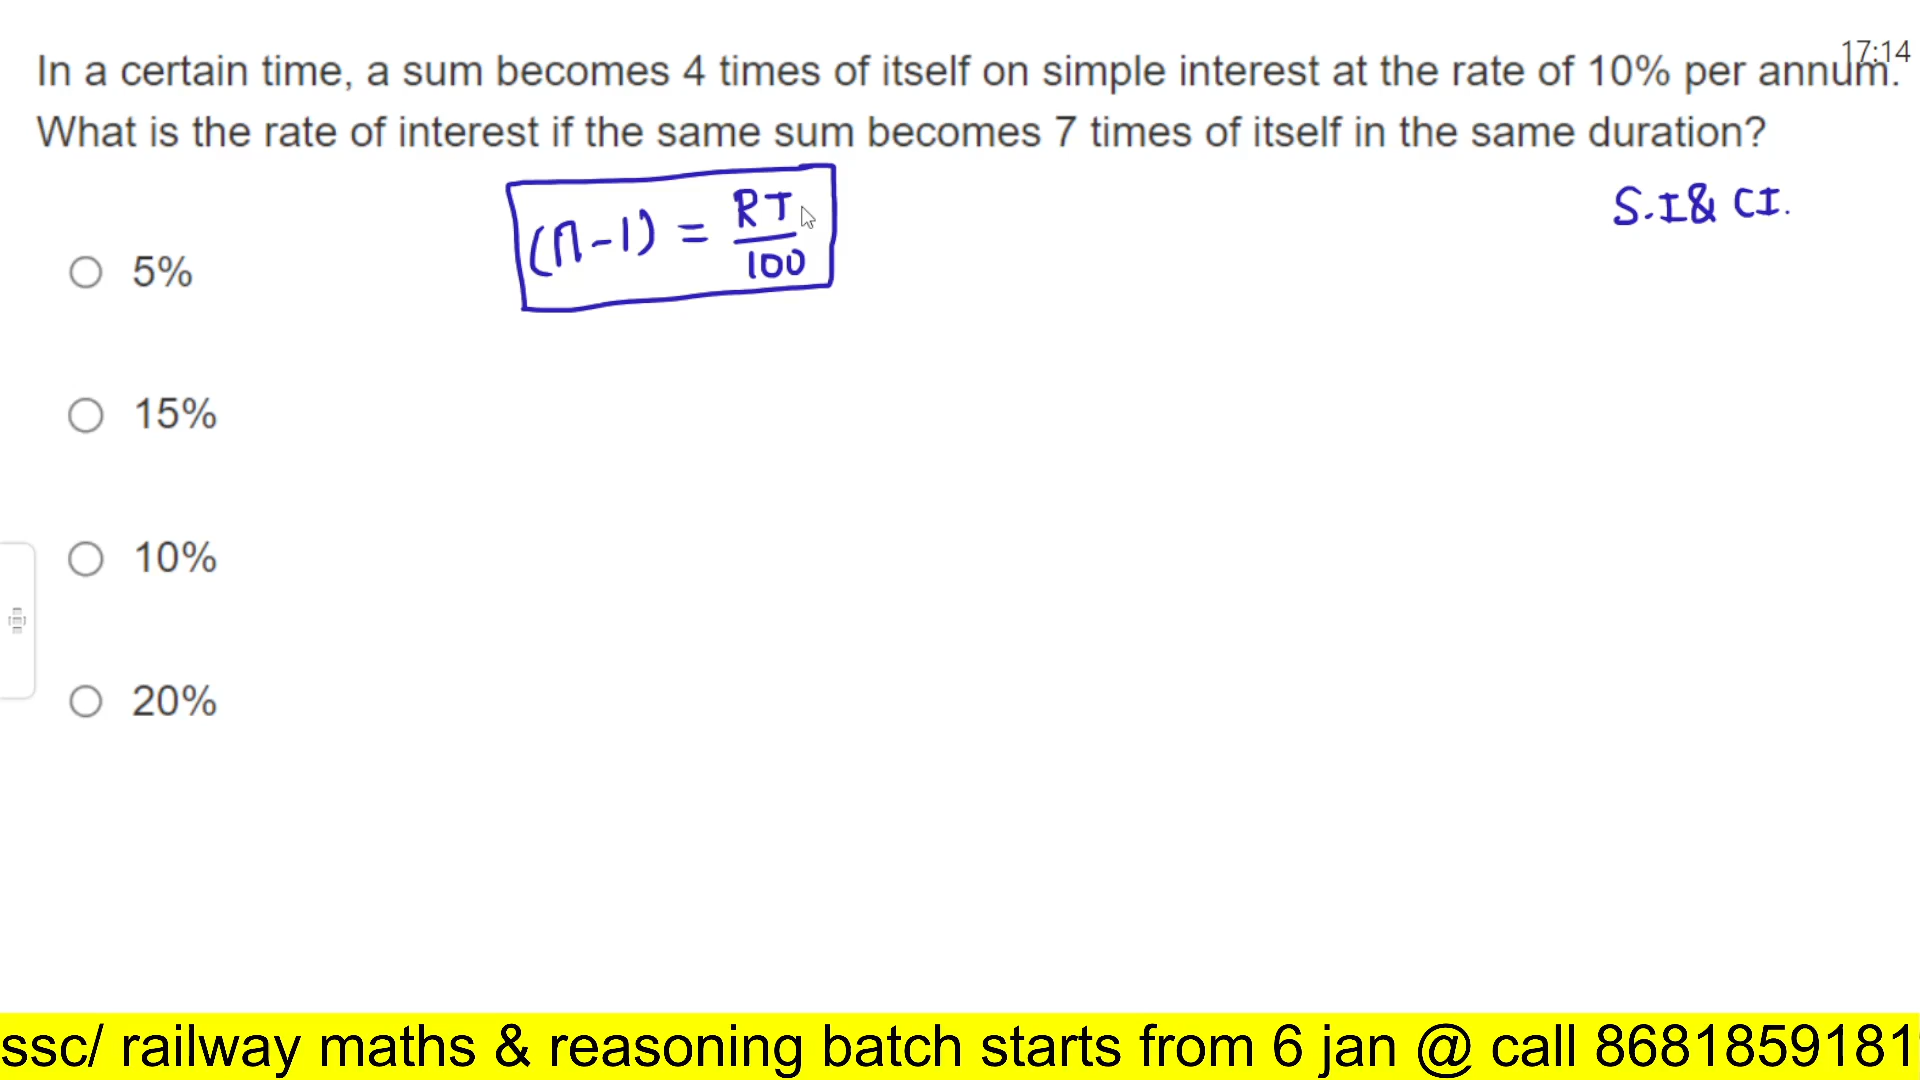 17:14
In a certain time, a sum becomes 4 times of itself on simple interest at the rate of 10% per annum.
What is the rate of interest if the same sum becomes 7 times of itself in the same duration?
S.I & CI.
(n-1) = RT/100
5%
15%
10%
20%
ssc/ railway maths & reasoning batch starts from 6 jan @ call 868185918